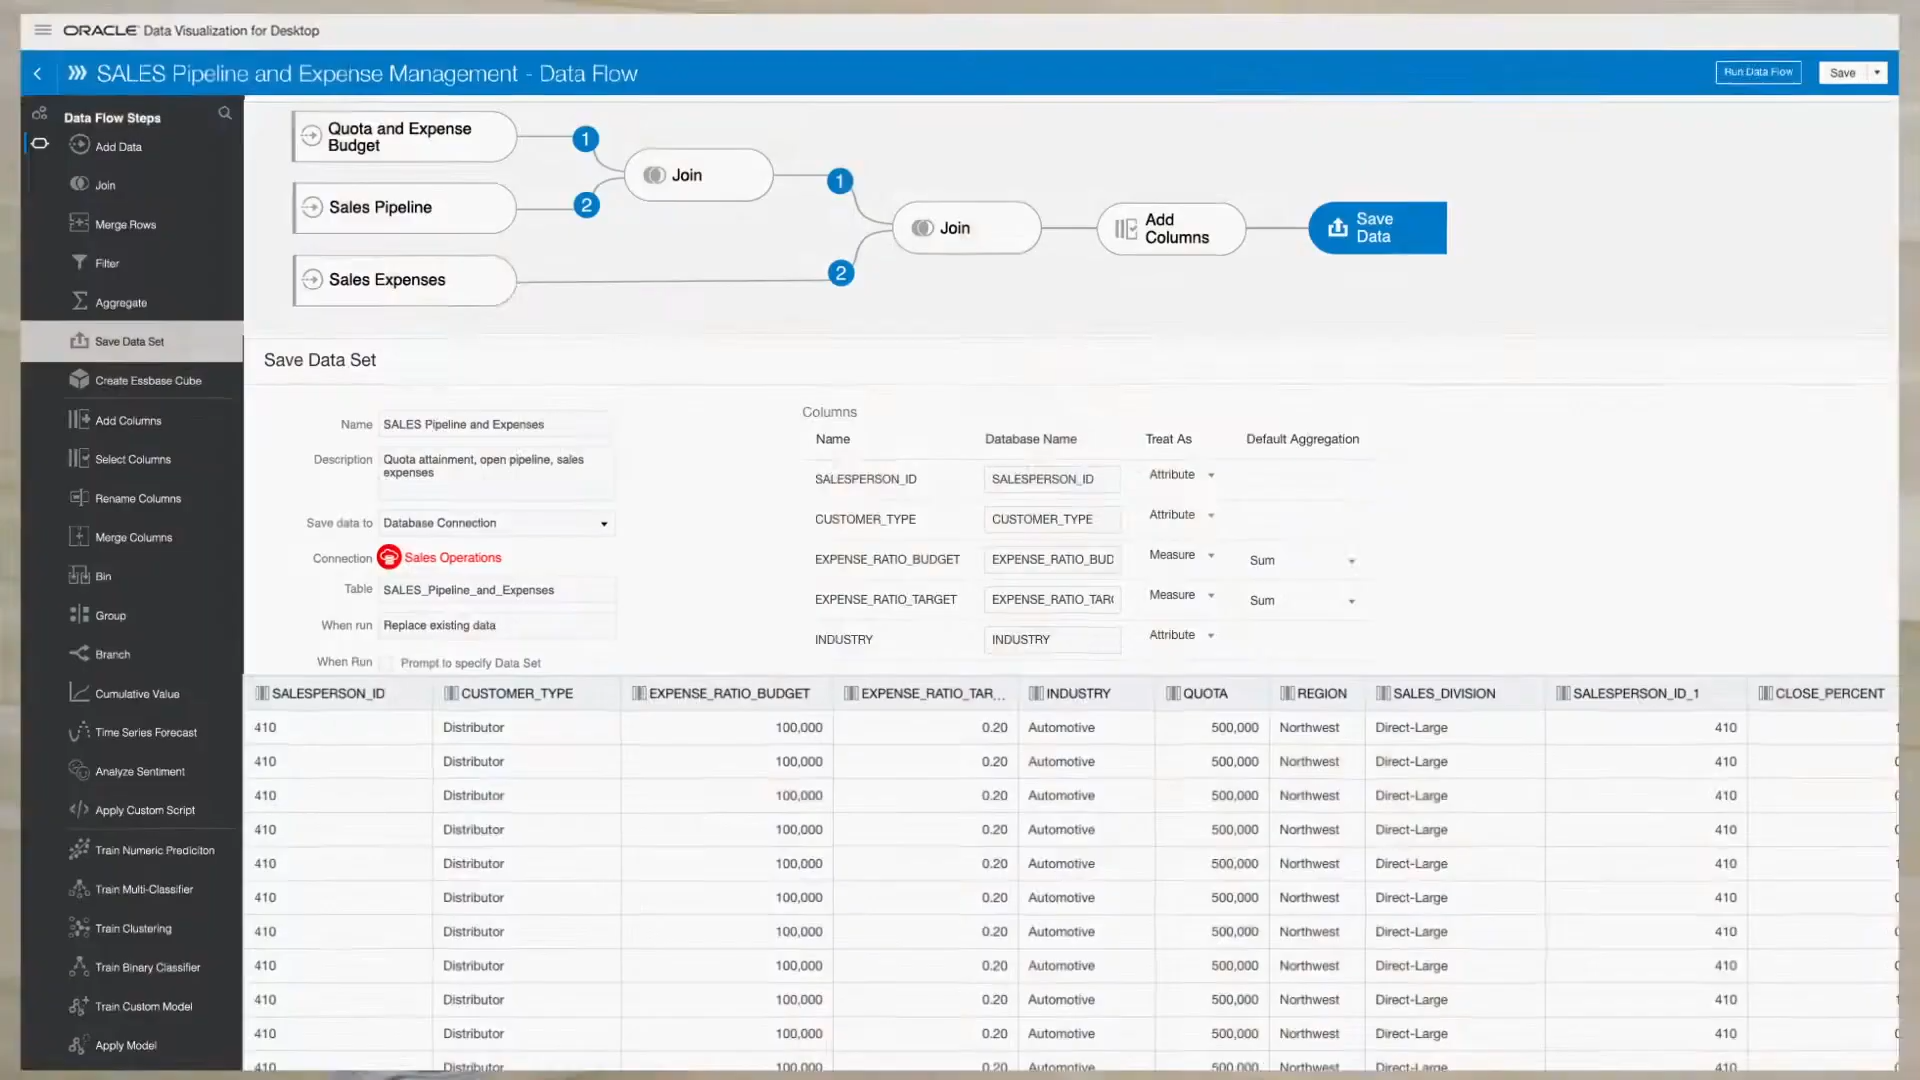 ORACLE Data Visualization for Desktop
SALES Pipeline and Expense Management - Data Flow
Run Data Flow
Save
Data Flow Steps
Add Data
Join
Merge Rows
Filter
Aggregate
Save Data Set
Create Essbase Cube
Add Columns
Select Columns
Rename Columns
Merge Columns
Bin
Group
Branch
Cumulative Value
Time Series Forecast
Analyze Sentiment
Apply Custom Script
Train Numeric Prediciton
Train Multi-Classifier
Train Clustering
Train Binary Classifier
Train Custom Model
Apply Model
Quota and Expense
Budget
Sales Pipeline
Sales Expenses
1
2
Join
1
2
Join
Add
Columns
Save
Data
Save Data Set
Name SALES Pipeline and Expenses
Description Quota attainment, open pipeline, sales
expenses
Save data to Database Connection
Connection Sales Operations
Table SALES_Pipeline_and_Expenses
When run Replace existing data
When Run Prompt to specify Data Set
Columns
Name Database Name Treat As Default Aggregation
SALESPERSON_ID SALESPERSON_ID Attribute
CUSTOMER_TYPE CUSTOMER_TYPE Attribute
EXPENSE_RATIO_BUDGET EXPENSE_RATIO_BUD Measure Sum
EXPENSE_RATIO_TARGET EXPENSE_RATIO_TAR Measure Sum
INDUSTRY INDUSTRY Attribute
SALESPERSON_ID CUSTOMER_TYPE EXPENSE_RATIO_BUDGET EXPENSE_RATIO_TAR... INDUSTRY QUOTA REGION SALES_DIVISION SALESPERSON_ID_1 CLOSE_PERCENT
410 Distributor 100,000 0.20 Automotive 500,000 Northwest Direct-Large 410
410 Distributor 100,000 0.20 Automotive 500,000 Northwest Direct-Large 410
410 Distributor 100,000 0.20 Automotive 500,000 Northwest Direct-Large 410
410 Distributor 100,000 0.20 Automotive 500,000 Northwest Direct-Large 410
410 Distributor 100,000 0.20 Automotive 500,000 Northwest Direct-Large 410
410 Distributor 100,000 0.20 Automotive 500,000 Northwest Direct-Large 410
410 Distributor 100,000 0.20 Automotive 500,000 Northwest Direct-Large 410
410 Distributor 100,000 0.20 Automotive 500,000 Northwest Direct-Large 410
410 Distributor 100,000 0.20 Automotive 500,000 Northwest Direct-Large 410
410 Distributor 100,000 0.20 Automotive 500,000 Northwest Direct-Large 410
410 Distributor 100,000 0.20 Automotive 500,000 Northwest Direct-Large 410